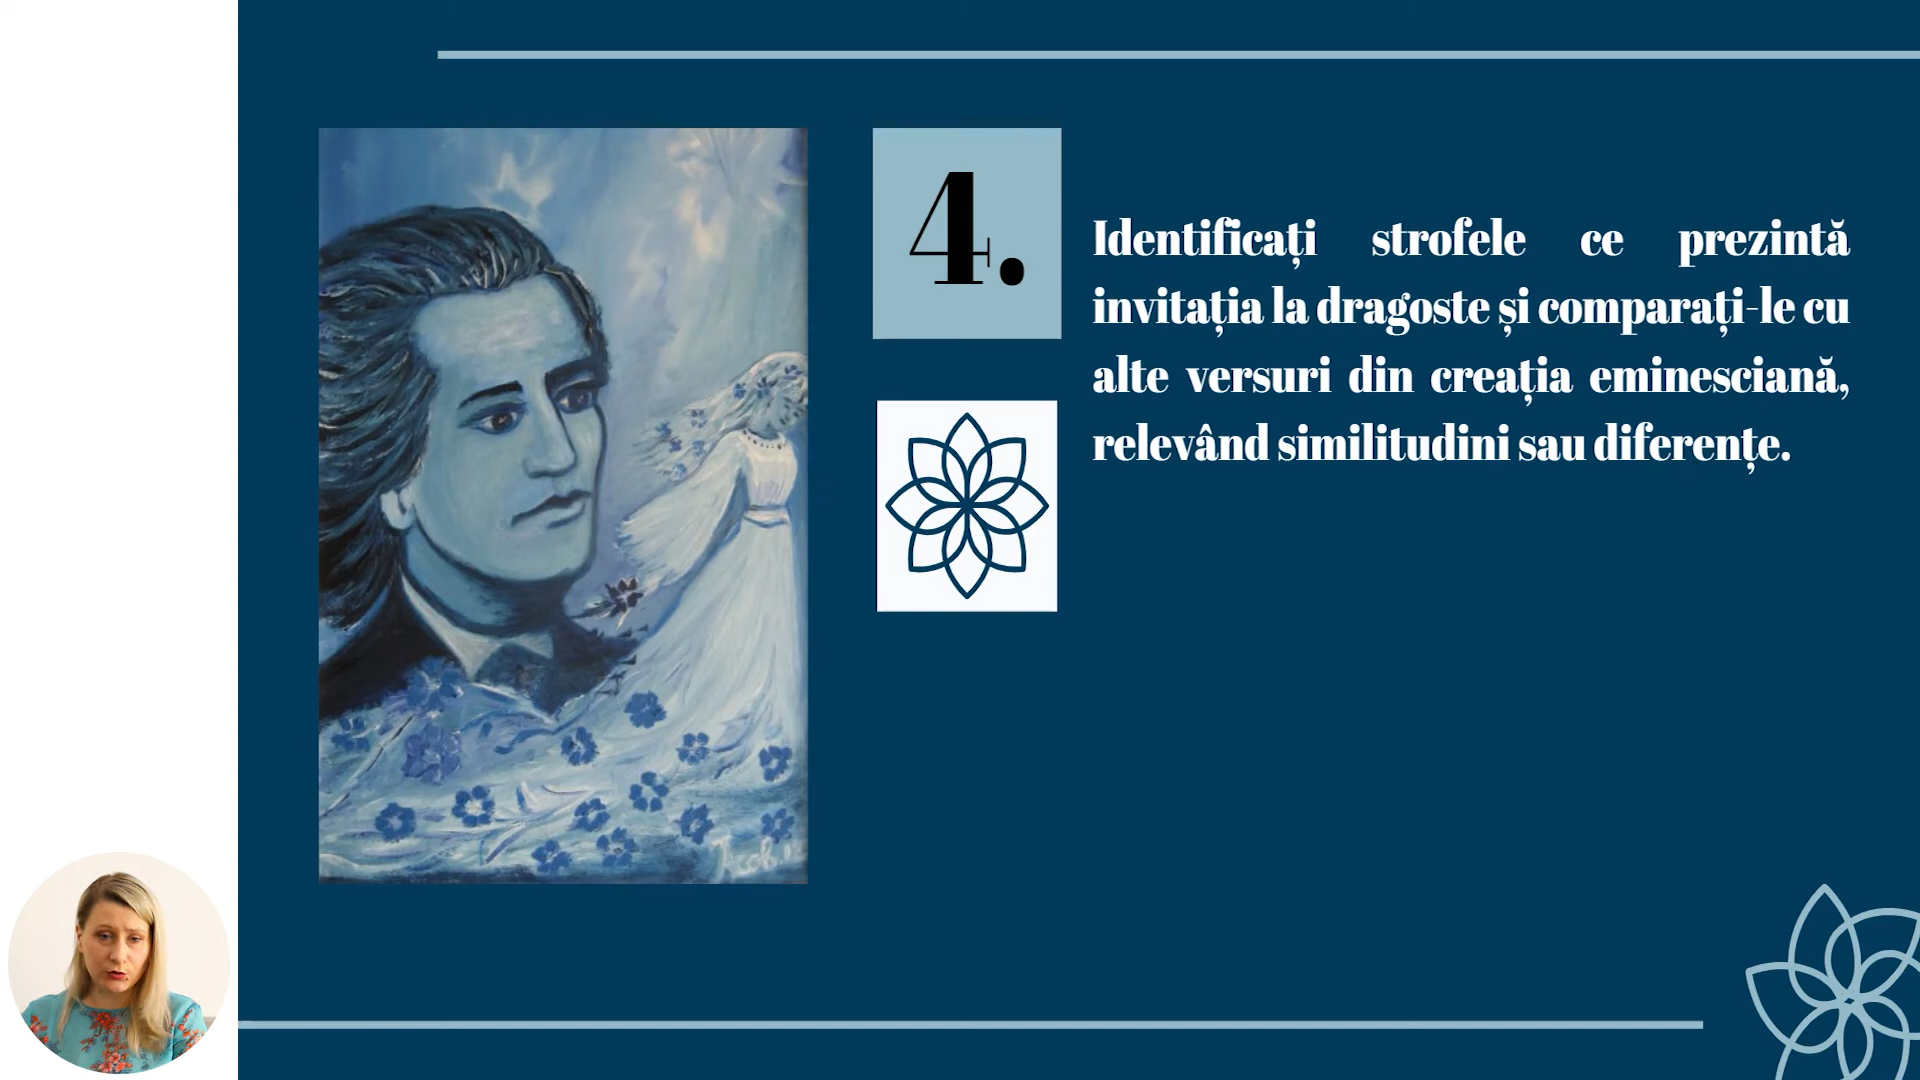 4.
Identificați strofele ce prezintă
invitația la dragoste și comparați-le cu
alte versuri din creația eminesciană,
relevând similitudini sau diferențe.